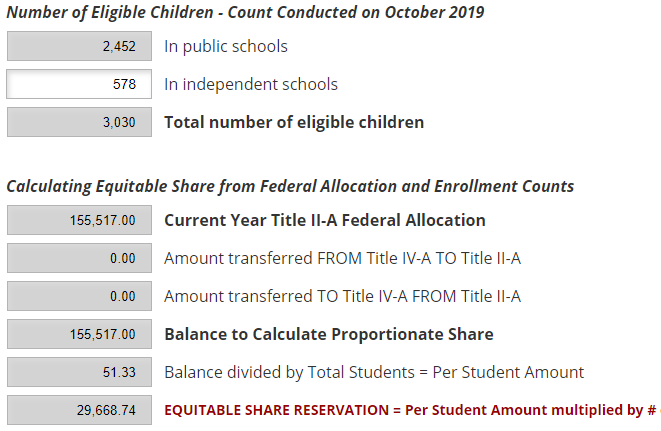 Number of Eligible Children - Count Conducted on October 2019
2,452 In public schools
578 In independent schools
3,030 Total number of eligible children
Calculating Equitable Share from Federal Allocation and Enrollment Counts
155,517.00 Current Year Title II-A Federal Allocation
0.00 Amount transferred FROM Title IV-A TO Title II-A
0.00 Amount transferred TO Title IV-A FROM Title II-A
155,517.00 Balance to Calculate Proportionate Share
51.33 Balance divided by Total Students = Per Student Amount
29,668.74 EQUITABLE SHARE RESERVATION = Per Student Amount multiplied by #